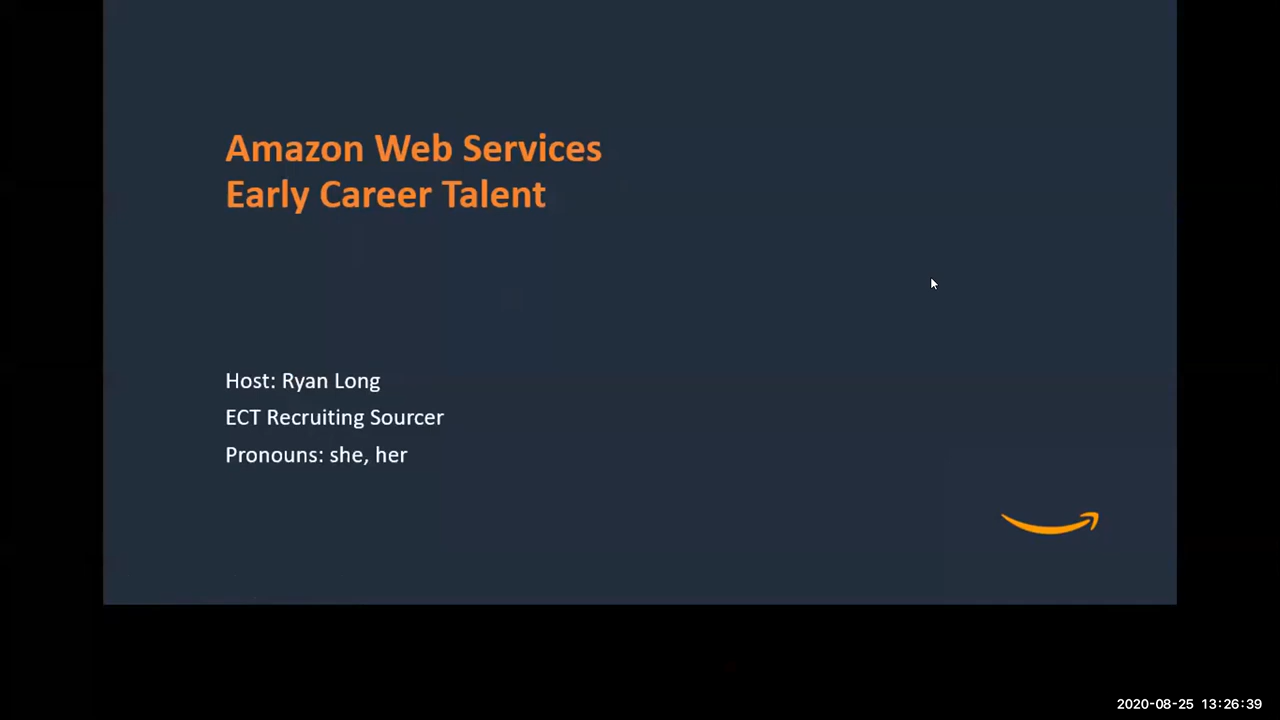 Amazon Web Services
Early Career Talent
Host: Ryan Long
ECT Recruiting Sourcer
Pronouns: she, her
2020-08-25 13:26:39